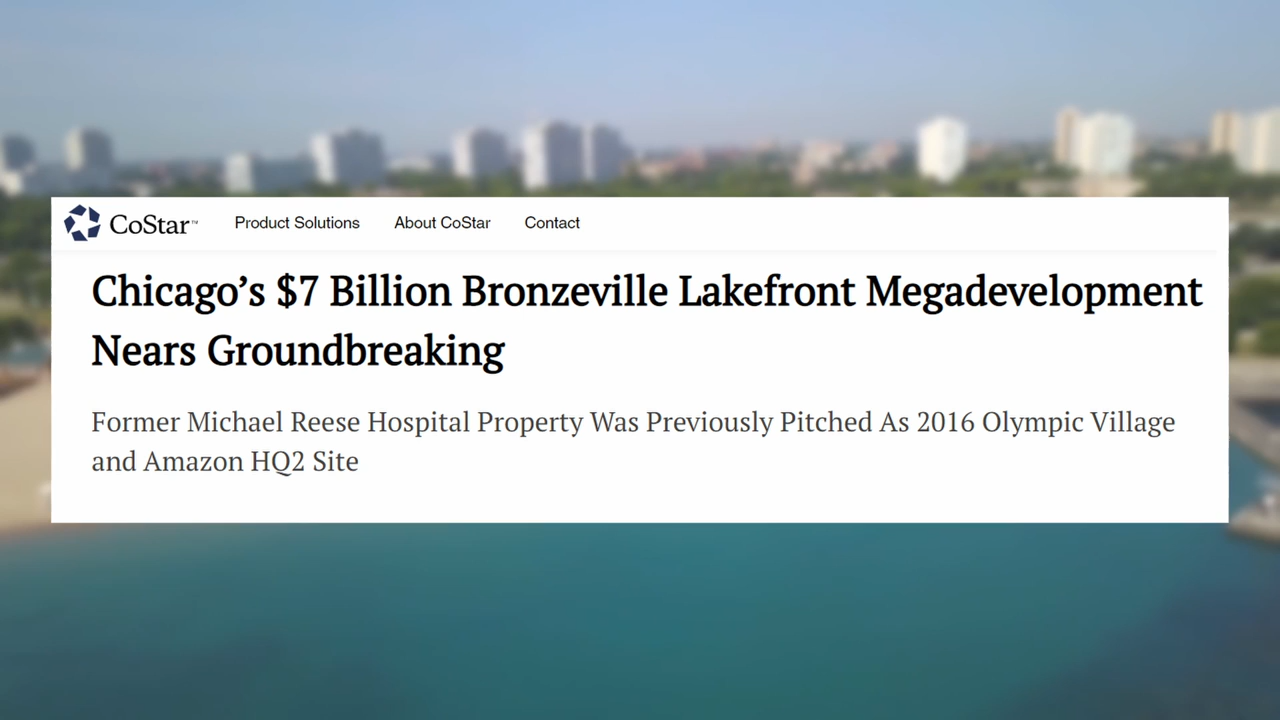 CoStar™ Product Solutions About CoStar Contact
Chicago’s $7 Billion Bronzeville Lakefront Megadevelopment
Nears Groundbreaking
Former Michael Reese Hospital Property Was Previously Pitched As 2016 Olympic Village
and Amazon HQ2 Site